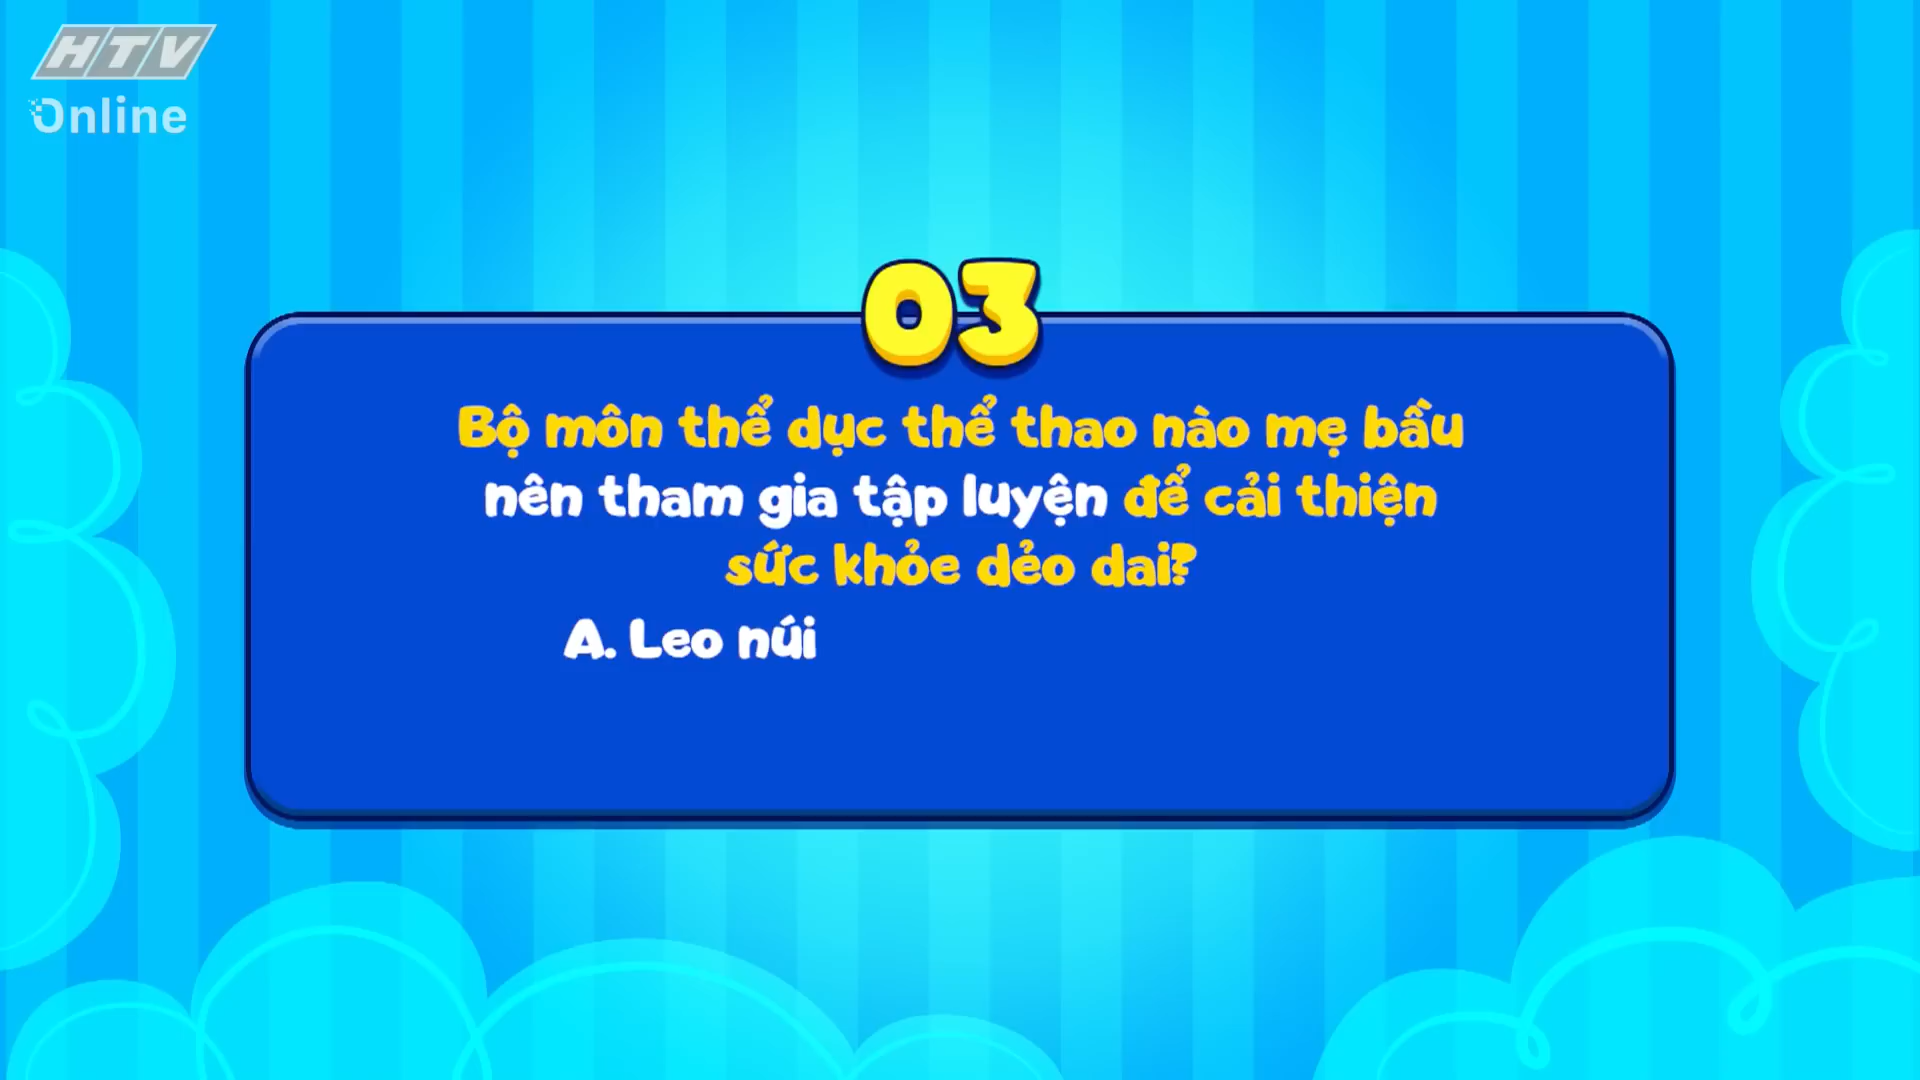 HTV
Online
03
Bộ môn thể dục thể thao nào mẹ bầu
nên tham gia tập luyện để cải thiện
sức khỏe dẻo dai?
A. Leo núi